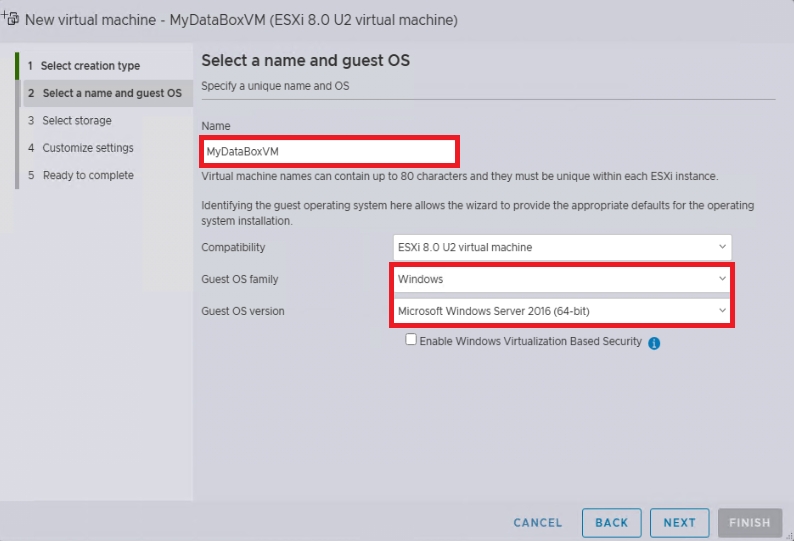 New virtual machine - MyDataBoxVM (ESXi 8.0 U2 virtual machine)
1 Select creation type
2 Select a name and guest OS
3 Select storage
4 Customize settings
5 Ready to complete
Select a name and guest OS
Specify a unique name and OS
Name
MyDataBoxVM
Virtual machine names can contain up to 80 characters and they must be unique within each ESXi instance.
Identifying the guest operating system here allows the wizard to provide the appropriate defaults for the operating
system installation.
Compatibility ESXi 8.0 U2 virtual machine
Guest OS family Windows
Guest OS version Microsoft Windows Server 2016 (64-bit)
Enable Windows Virtualization Based Security
CANCEL BACK NEXT FINISH